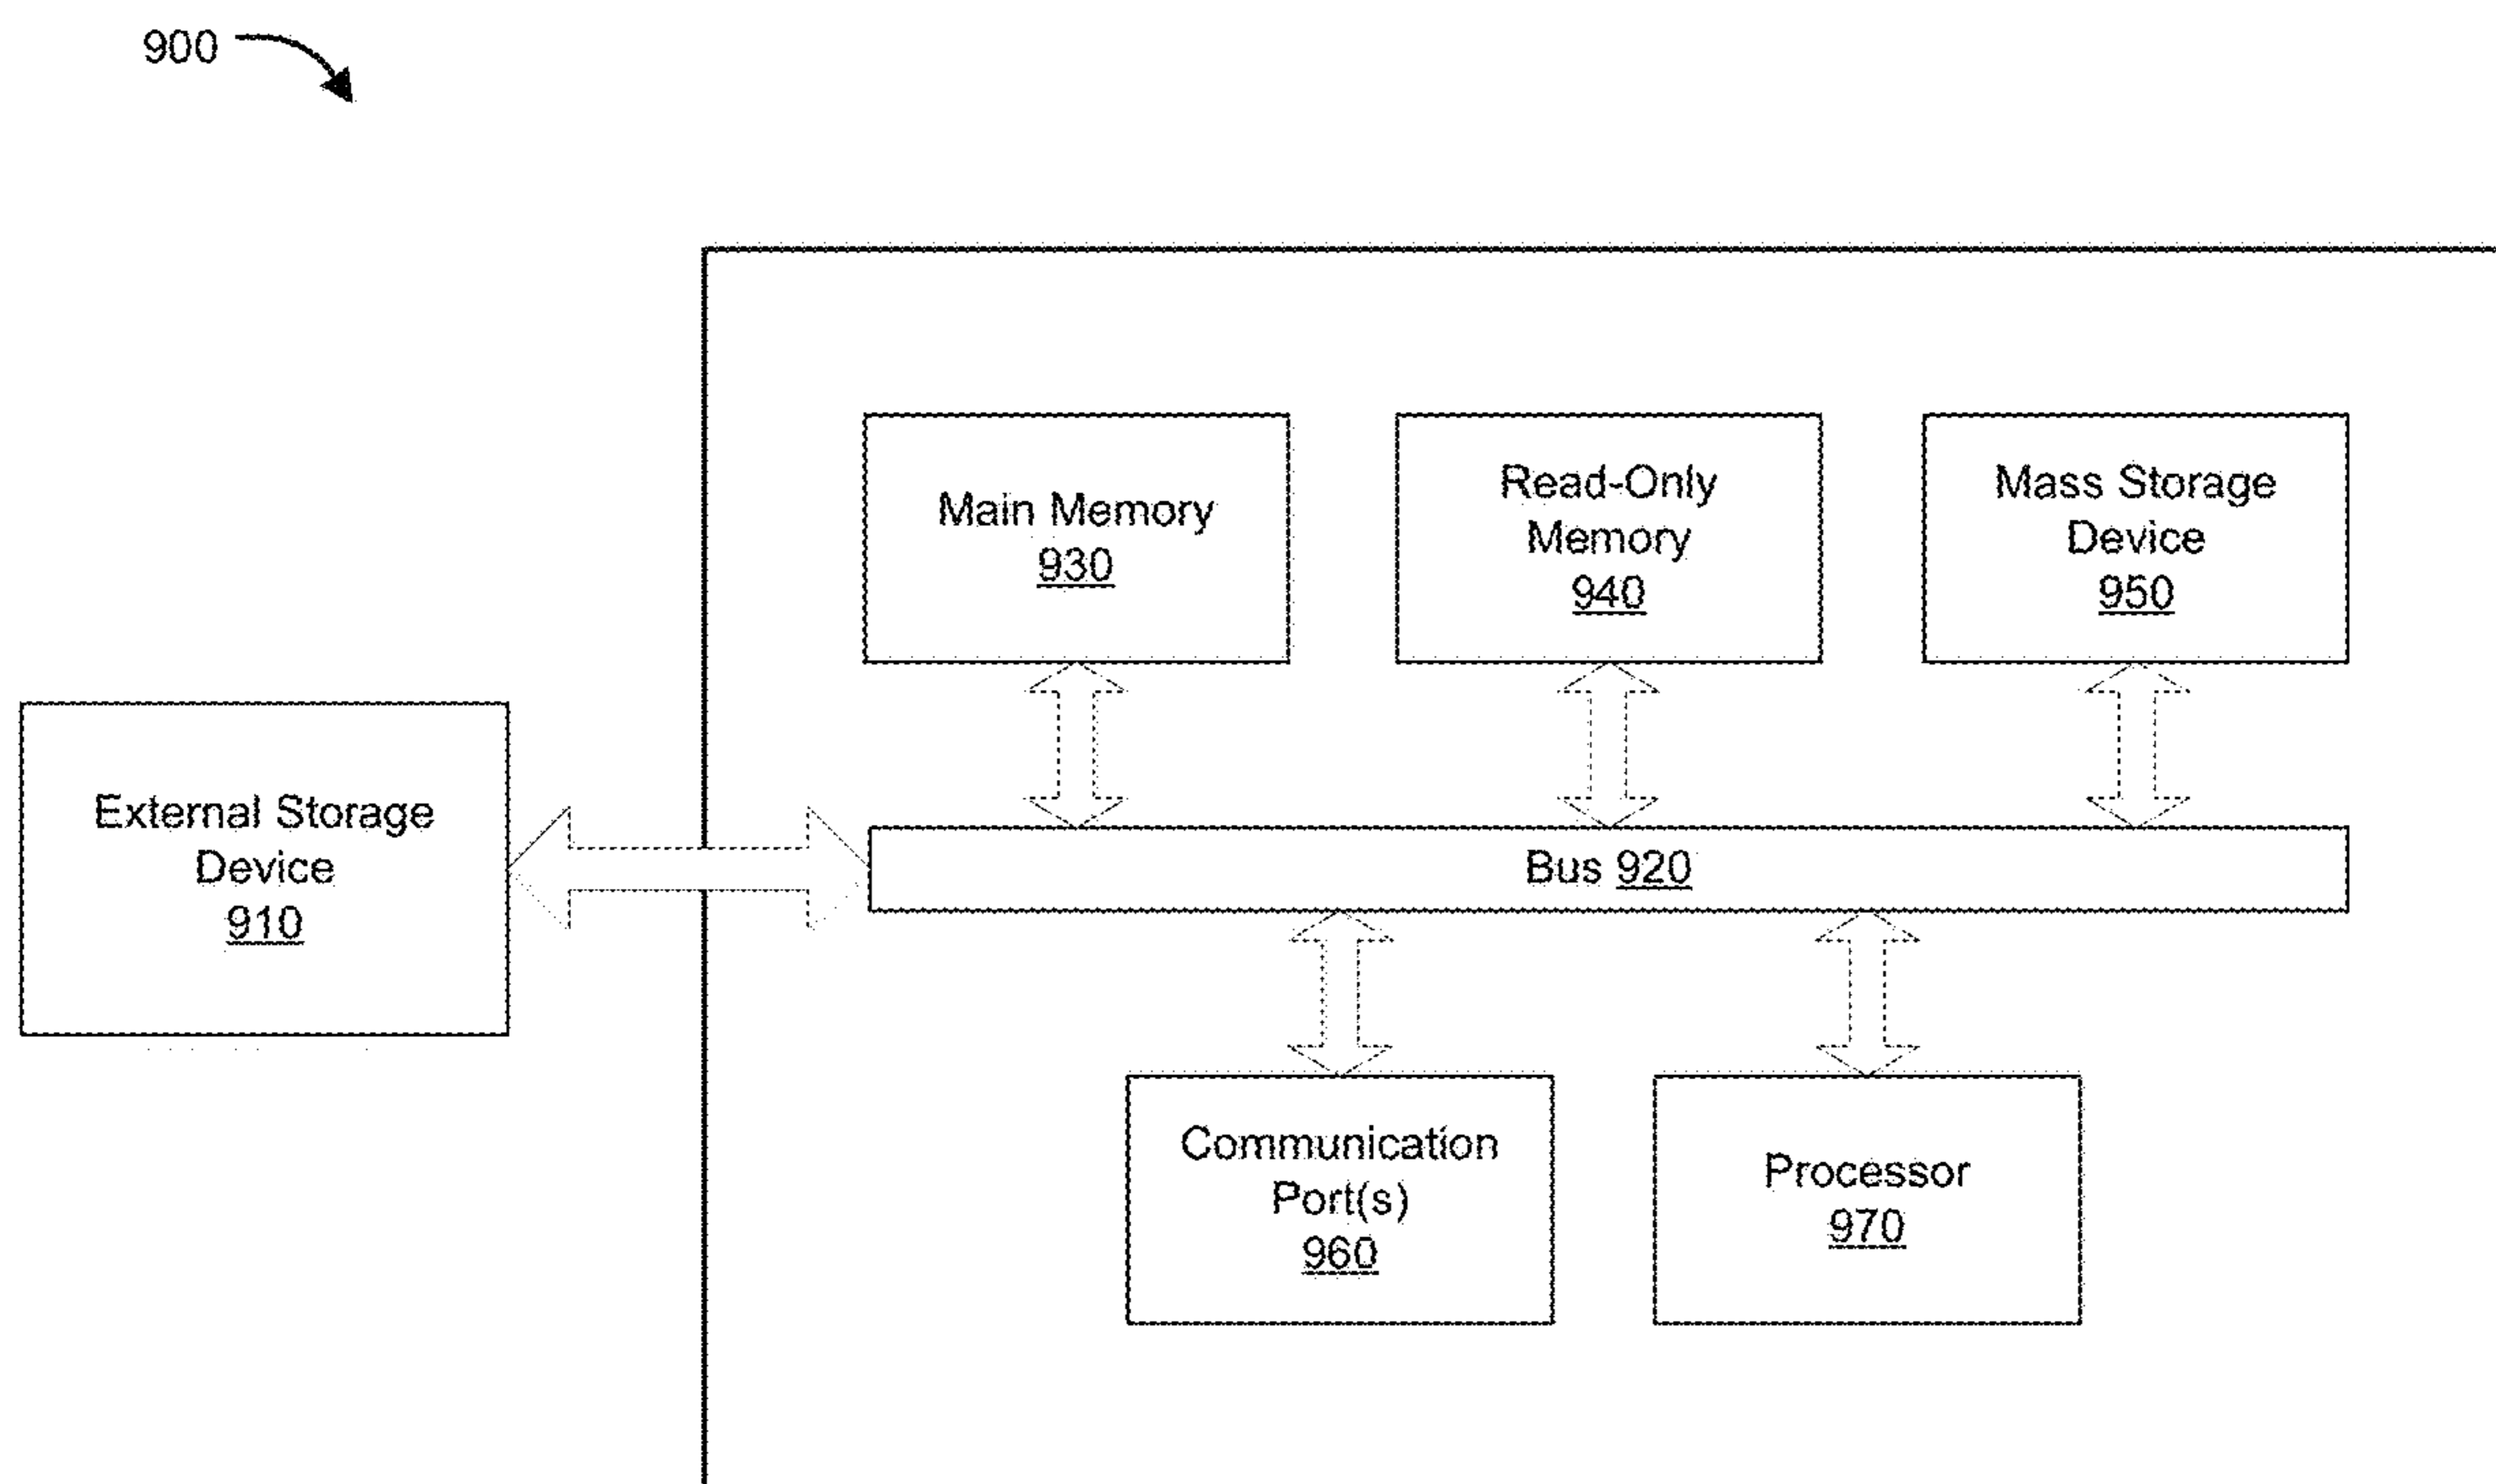 900
Main Memory
930
Read-Only
Memory
940
Mass Storage
Device
950
External Storage
Device
910
Bus 920
Communication
Port(s)
960
Processor
970